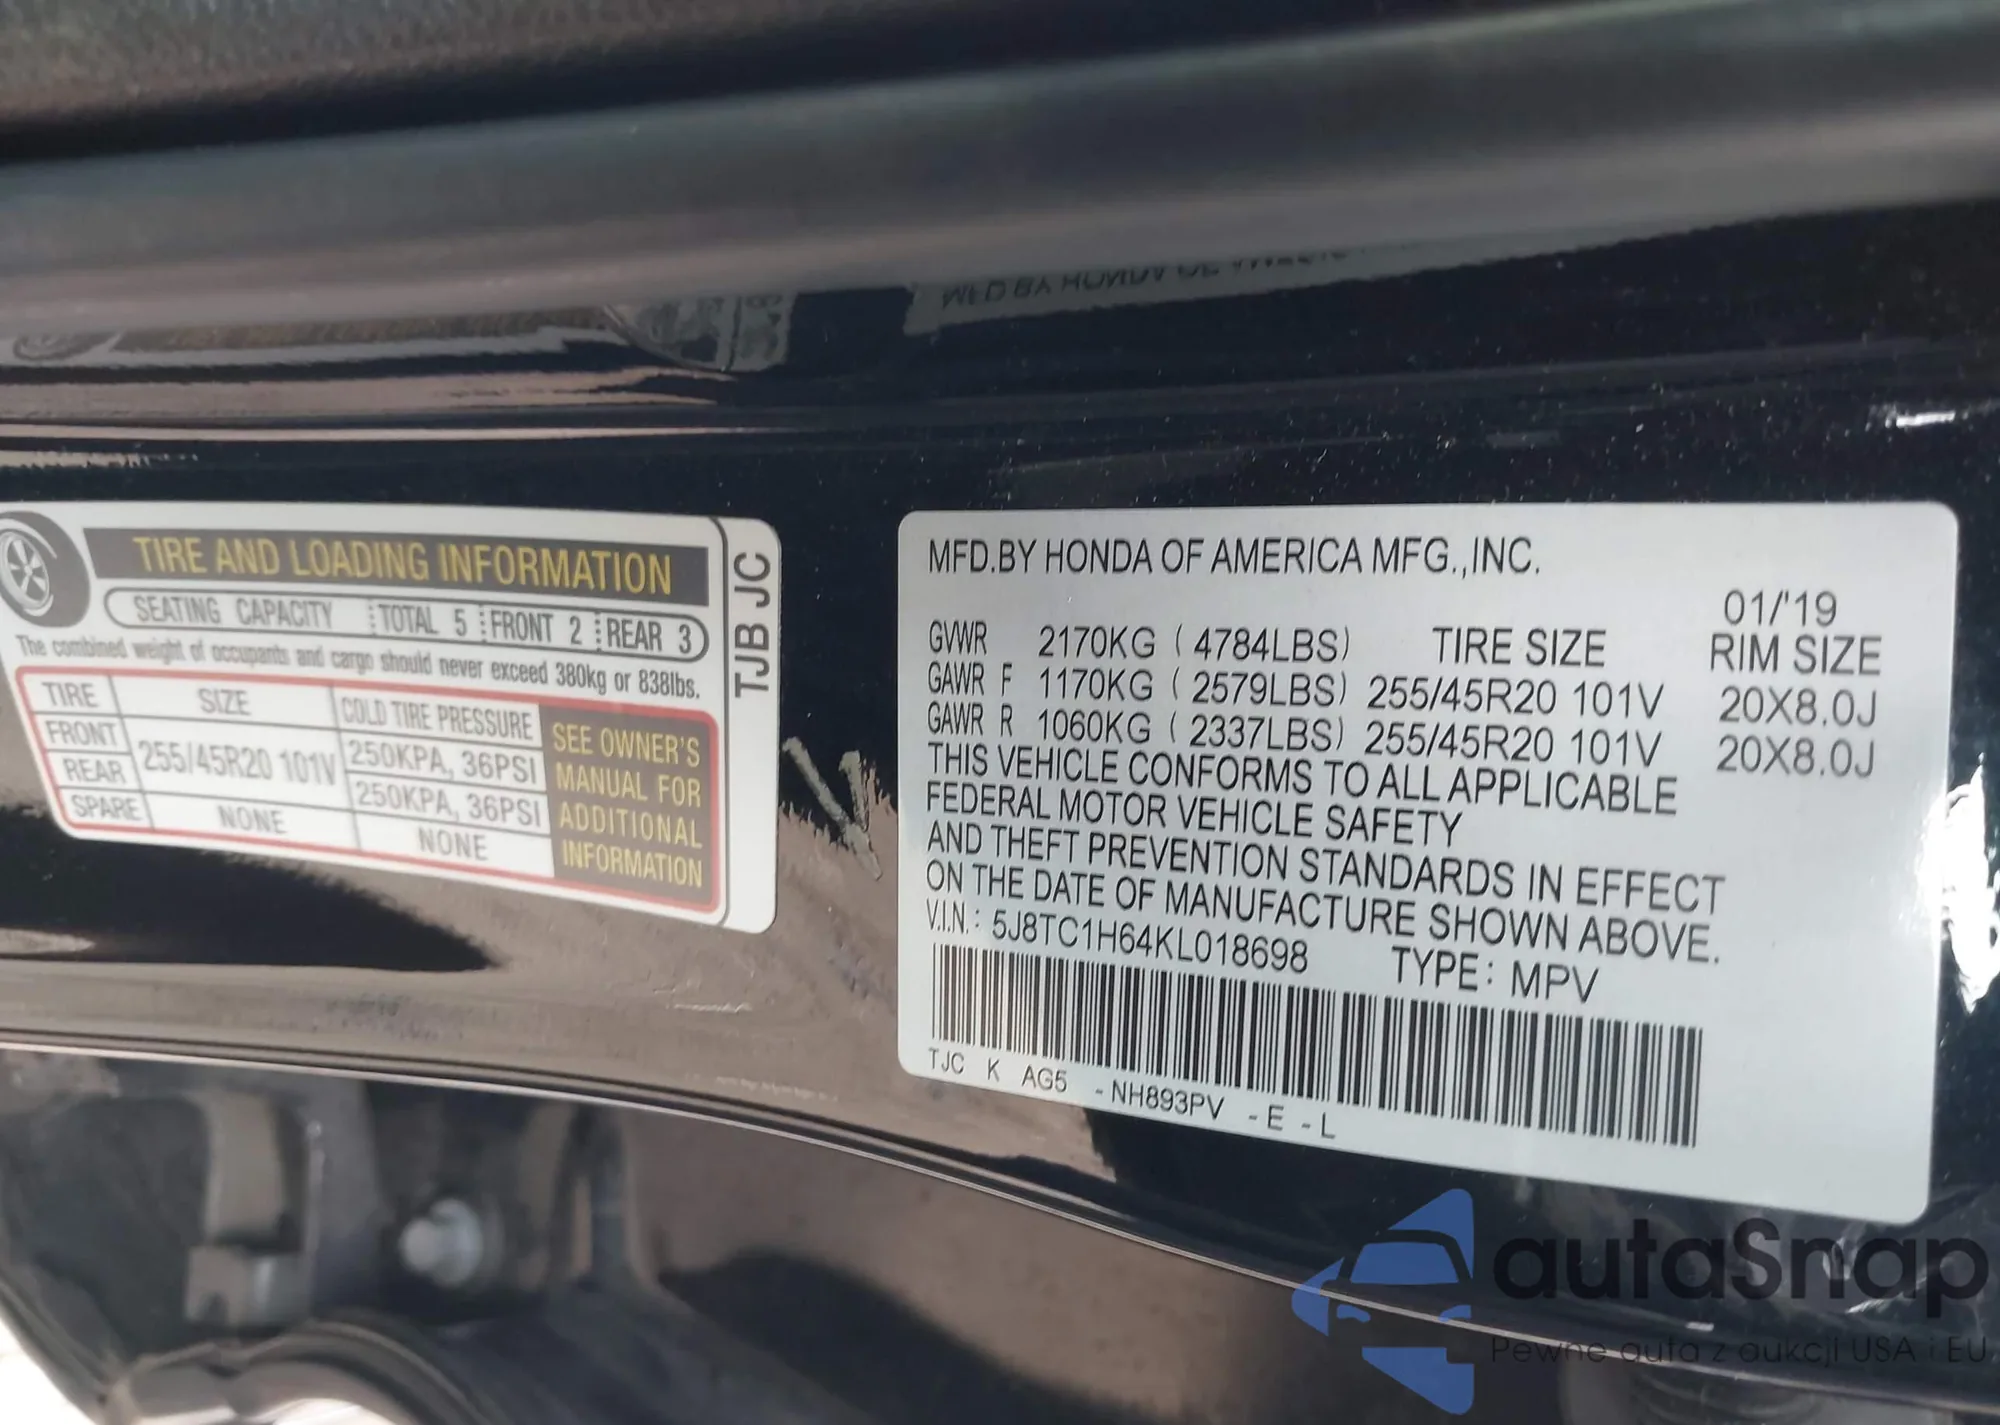 TIRE AND LOADING INFORMATION
SEATING CAPACITY TOTAL 5 FRONT 2 REAR 3
The combined weight of occupants and cargo should never exceed 380kg or 838lbs.
TIRE SIZE COLD TIRE PRESSURE
FRONT 255/45R20 101V 250KPA, 36PSI
REAR 250KPA, 36PSI
SPARE NONE NONE
SEE OWNER'S
MANUAL FOR
ADDITIONAL
INFORMATION
TJB JC
MFD.BY HONDA OF AMERICA MFG.,INC.
01/'19
GVWR 2170KG ( 4784LBS) TIRE SIZE RIM SIZE
GAWR F 1170KG ( 2579LBS) 255/45R20 101V 20X8.0J
GAWR R 1060KG ( 2337LBS) 255/45R20 101V 20X8.0J
THIS VEHICLE CONFORMS TO ALL APPLICABLE
FEDERAL MOTOR VEHICLE SAFETY
AND THEFT PREVENTION STANDARDS IN EFFECT
ON THE DATE OF MANUFACTURE SHOWN ABOVE.
V.I.N.: 5J8TC1H64KL018698 TYPE: MPV
TJC K AG5 -NH893PV -E -L
autaSnap
Pewne auta z aukcji USA i EU